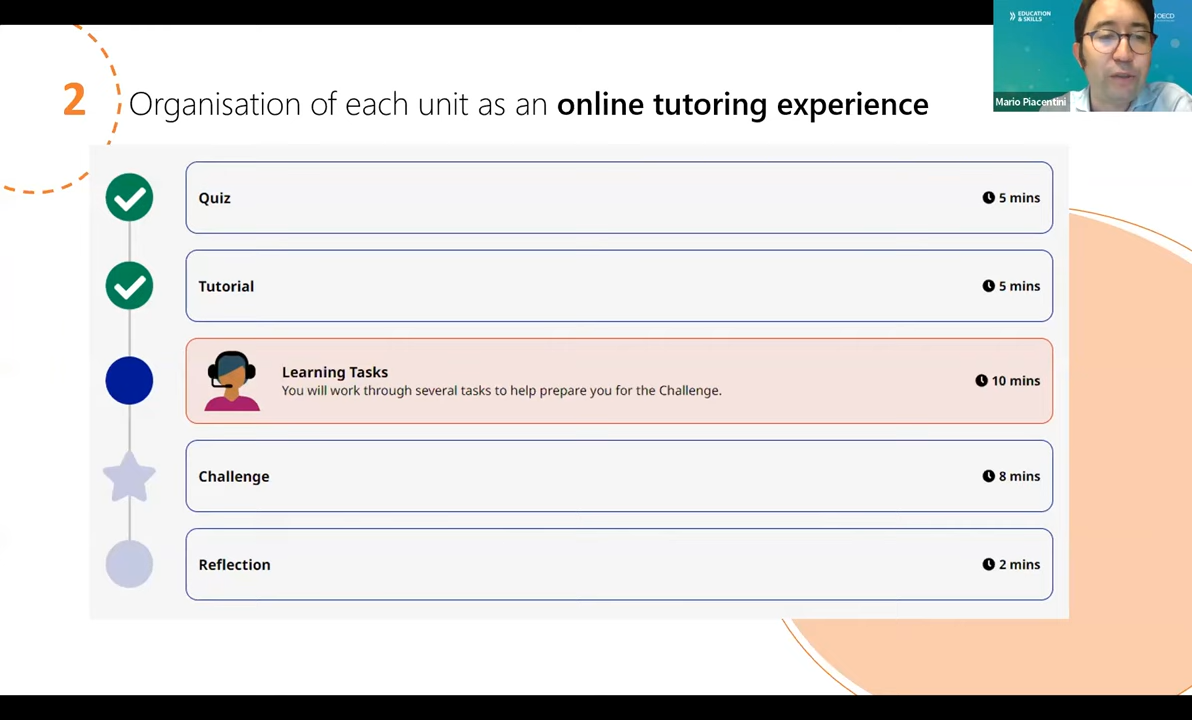 EDUCATION
& SKILLS
OECD
Mario Piacentini
2
Organisation of each unit as an online tutoring experience
Quiz
5 mins
Tutorial
5 mins
Learning Tasks
You will work through several tasks to help prepare you for the Challenge.
10 mins
Challenge
8 mins
Reflection
2 mins